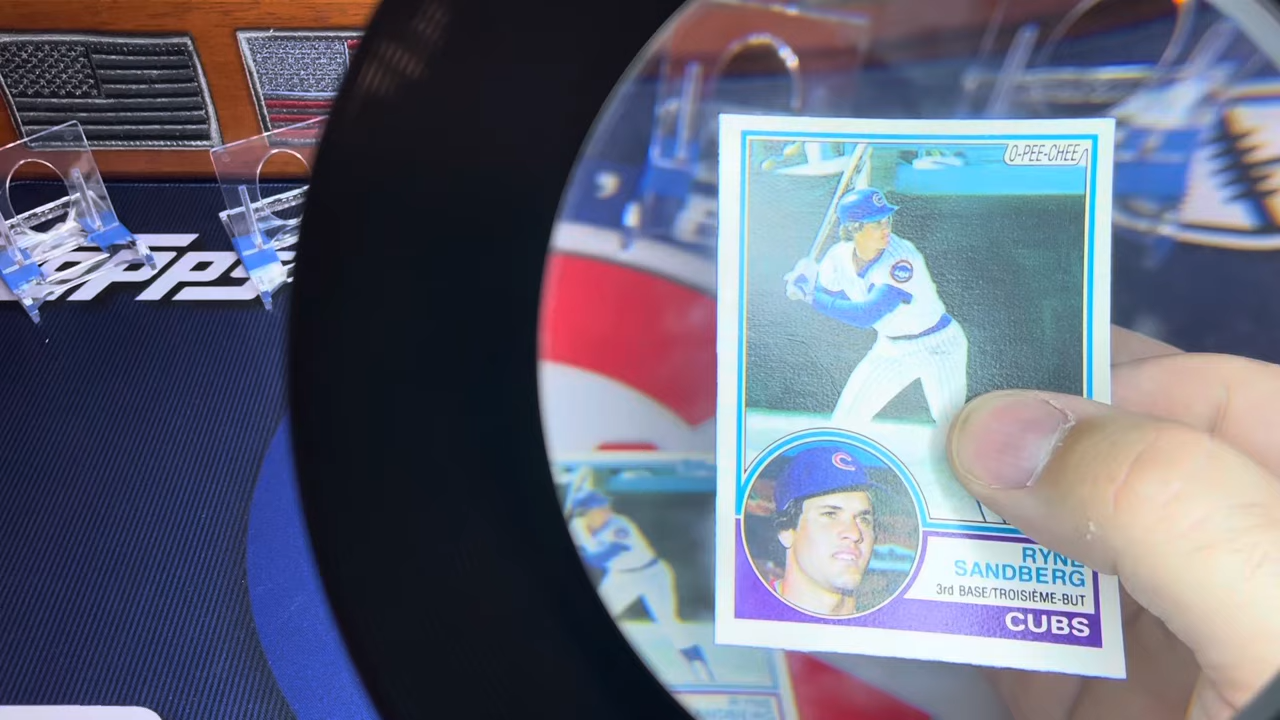 O-PEE-CHEE
TOPPS
C
RYNE
SANDBERG
3rd BASE/TROISIÈME-BUT
CUBS